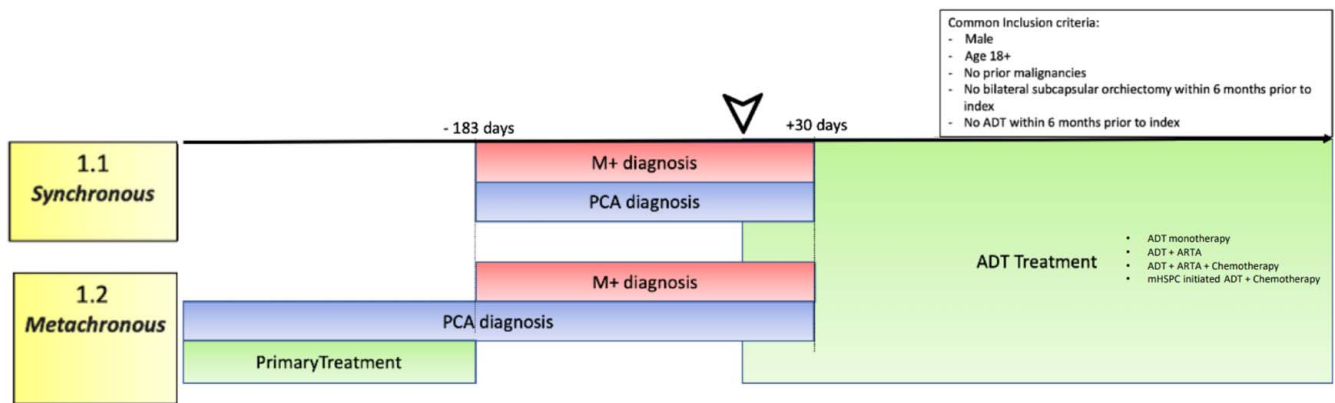 Common Inclusion criteria:
- Male
- Age 18+
- No prior malignancies
- No bilateral subcapsular orchiectomy within 6 months prior to
index
- No ADT within 6 months prior to index
- 183 days
+30 days
1.1
Synchronous
M+ diagnosis
PCA diagnosis
1.2
Metachronous
M+ diagnosis
PCA diagnosis
PrimaryTreatment
ADT Treatment
• ADT monotherapy
• ADT + ARTA
• ADT + ARTA + Chemotherapy
• mHSPC initiated ADT + Chemotherapy